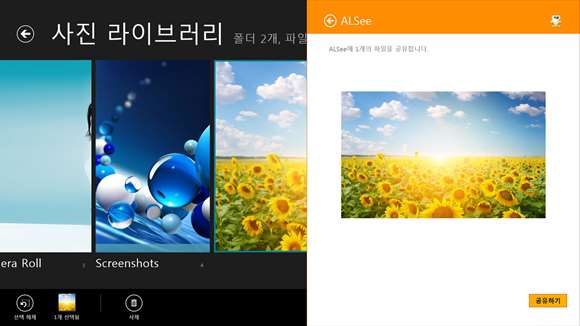 사진 라이브러리 폴더 2개, 파일
era Roll 3
Screenshots 4
선택 해제
1개 선택됨
삭제
ALSee
ALSee에 1개의 파일을 공유합니다.
공유하기